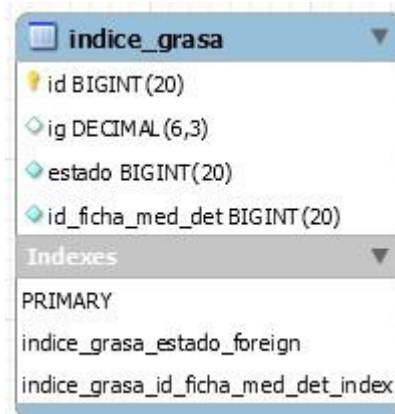 indice_grasa
id BIGINT(20)
ig DECIMAL(6,3)
estado BIGINT(20)
id_ficha_med_det BIGINT(20)
Indexes
PRIMARY
indice_grasa_estado_foreign
indice_grasa_id_ficha_med_det_index